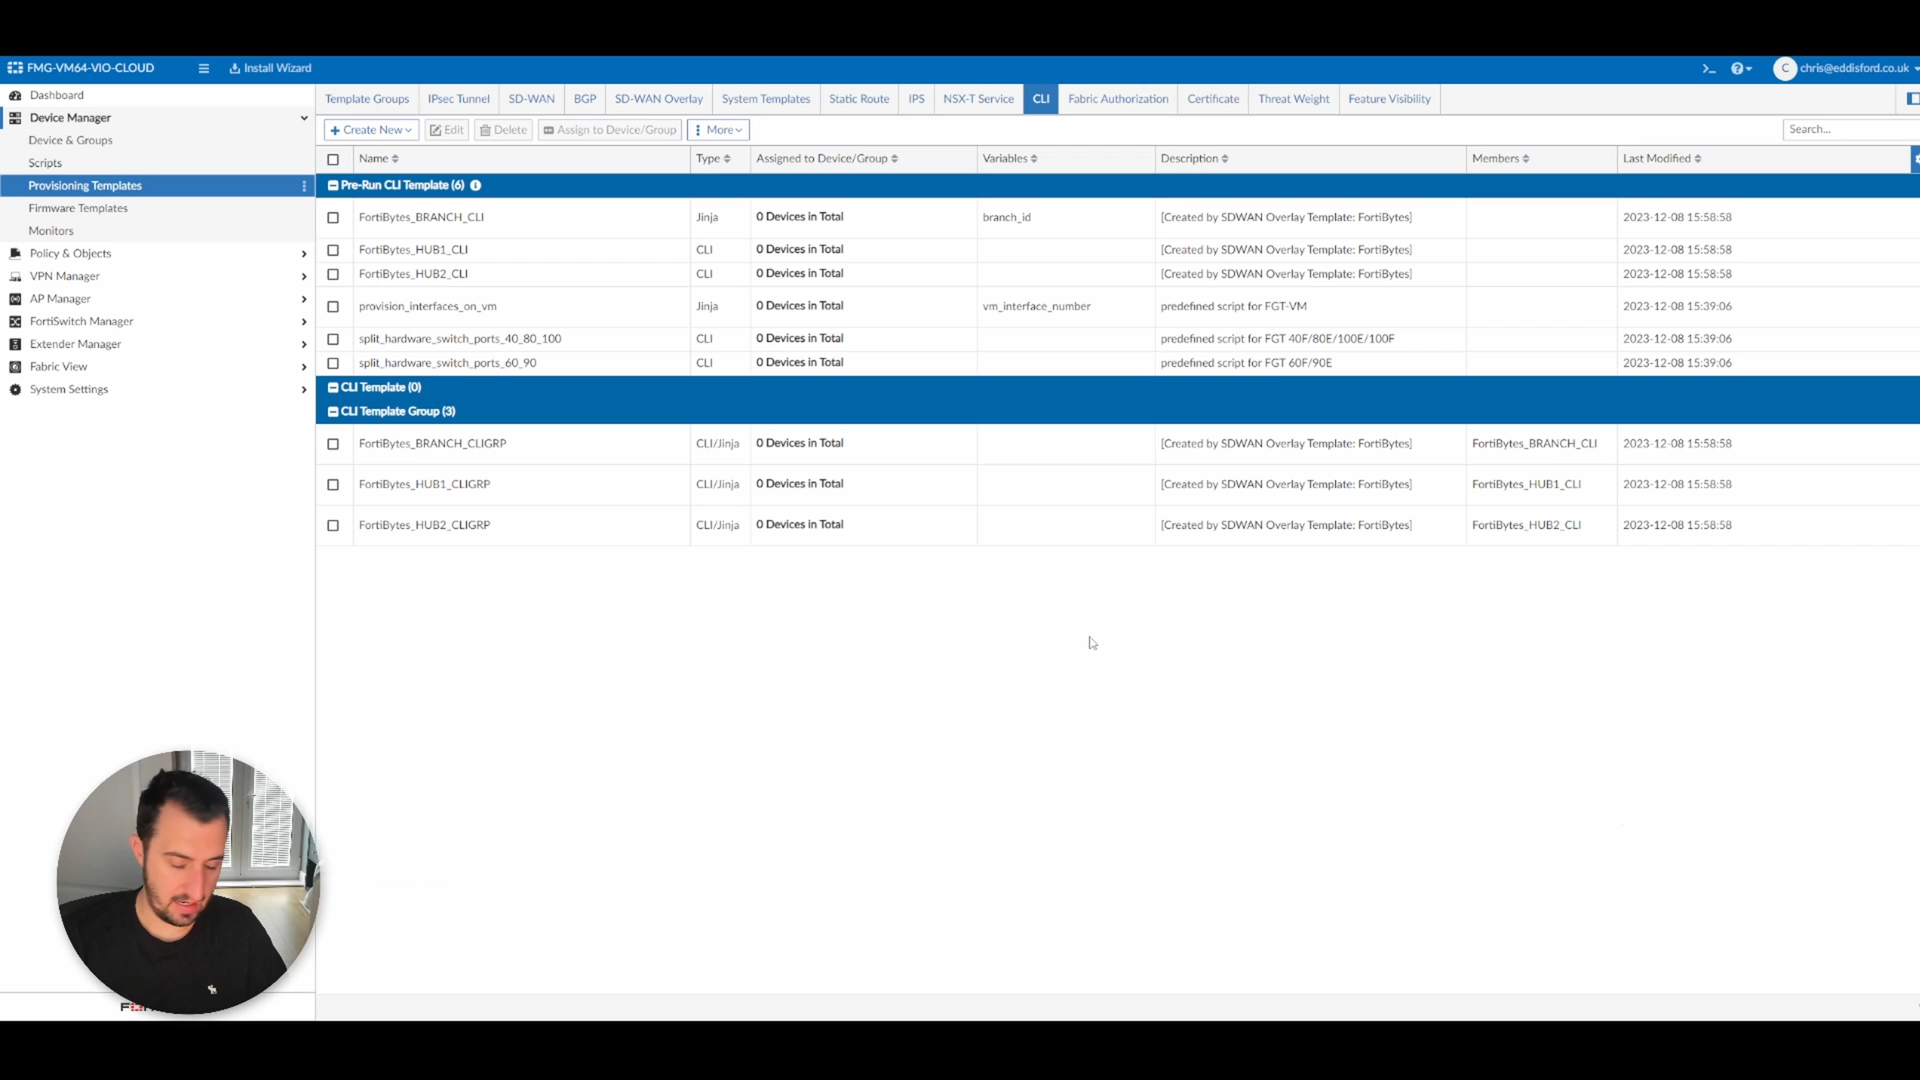 FMG-VM64-VIO-CLOUD
Install Wizard
>_
?
C
chris@eddisford.co.uk
Dashboard
Device Manager
Device & Groups
Scripts
Provisioning Templates
Firmware Templates
Monitors
Policy & Objects
VPN Manager
AP Manager
FortiSwitch Manager
Extender Manager
Fabric View
System Settings
Template Groups IPsec Tunnel SD-WAN BGP SD-WAN Overlay System Templates Static Route IPS NSX-T Service CLI Fabric Authorization Certificate Threat Weight Feature Visibility
+ Create New Edit Delete Assign to Device/Group More Search...
Name Type Assigned to Device/Group Variables Description Members Last Modified
Pre-Run CLI Template (6)
FortiBytes_BRANCH_CLI Jinja 0 Devices in Total branch_id [Created by SDWAN Overlay Template: FortiBytes] 2023-12-08 15:58:58
FortiBytes_HUB1_CLI CLI 0 Devices in Total [Created by SDWAN Overlay Template: FortiBytes] 2023-12-08 15:58:58
FortiBytes_HUB2_CLI CLI 0 Devices in Total [Created by SDWAN Overlay Template: FortiBytes] 2023-12-08 15:58:58
provision_interfaces_on_vm Jinja 0 Devices in Total vm_interface_number predefined script for FGT-VM 2023-12-08 15:39:06
split_hardware_switch_ports_40_80_100 CLI 0 Devices in Total predefined script for FGT 40F/80E/100E/100F 2023-12-08 15:39:06
split_hardware_switch_ports_60_90 CLI 0 Devices in Total predefined script for FGT 60F/90E 2023-12-08 15:39:06
CLI Template (0)
CLI Template Group (3)
FortiBytes_BRANCH_CLIGRP CLI/Jinja 0 Devices in Total [Created by SDWAN Overlay Template: FortiBytes] FortiBytes_BRANCH_CLI 2023-12-08 15:58:58
FortiBytes_HUB1_CLIGRP CLI/Jinja 0 Devices in Total [Created by SDWAN Overlay Template: FortiBytes] FortiBytes_HUB1_CLI 2023-12-08 15:58:58
FortiBytes_HUB2_CLIGRP CLI/Jinja 0 Devices in Total [Created by SDWAN Overlay Template: FortiBytes] FortiBytes_HUB2_CLI 2023-12-08 15:58:58